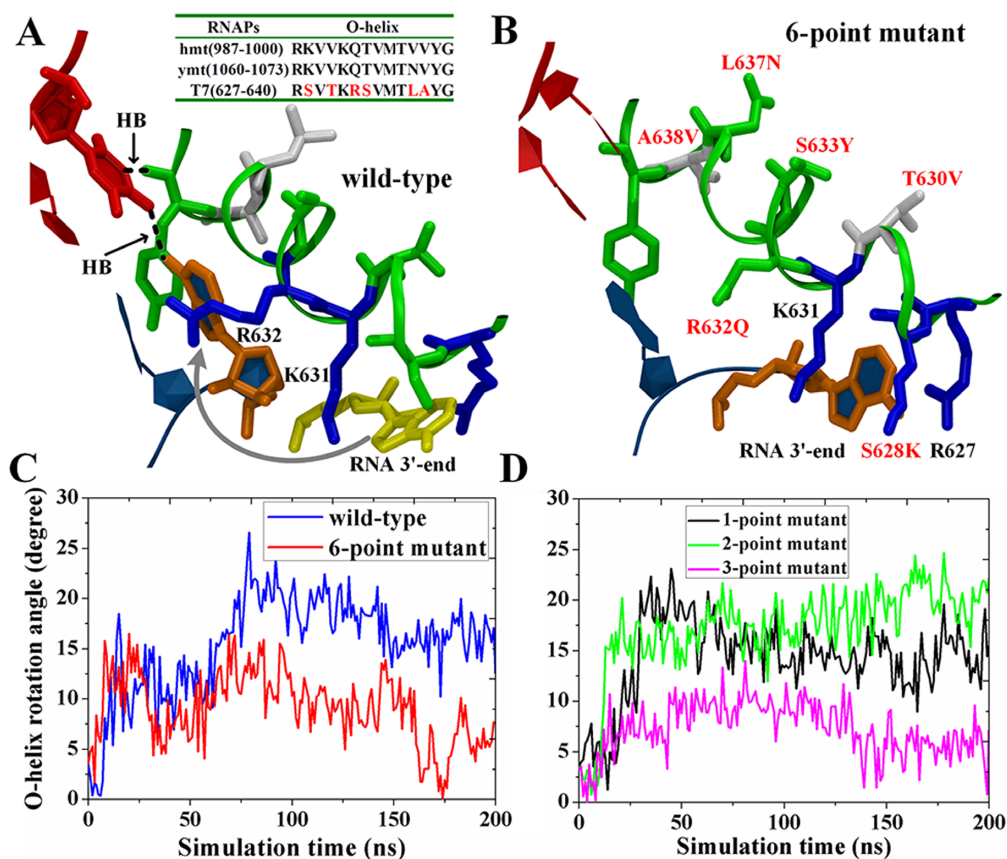 A
RNAPs O-helix
hmt(987-1000) RKVVKQTVMTVVYG
ymt(1060-1073) RKVVKQTVMTNVYG
T7(627-640) RSVTKRSVMTLAYG
HB
wild-type
HB
R632
K631
RNA 3'-end
B
6-point mutant
L637N
A638V
S633Y
T630V
R632Q
K631
RNA 3'-end S628K R627
C
O-helix rotation angle (degree)
30
25
20
15
10
5
0
wild-type
6-point mutant
0 50 100 150 200
Simulation time (ns)
D
30
25
20
15
10
5
0
1-point mutant
2-point mutant
3-point mutant
0 50 100 150 200
Simulation time (ns)